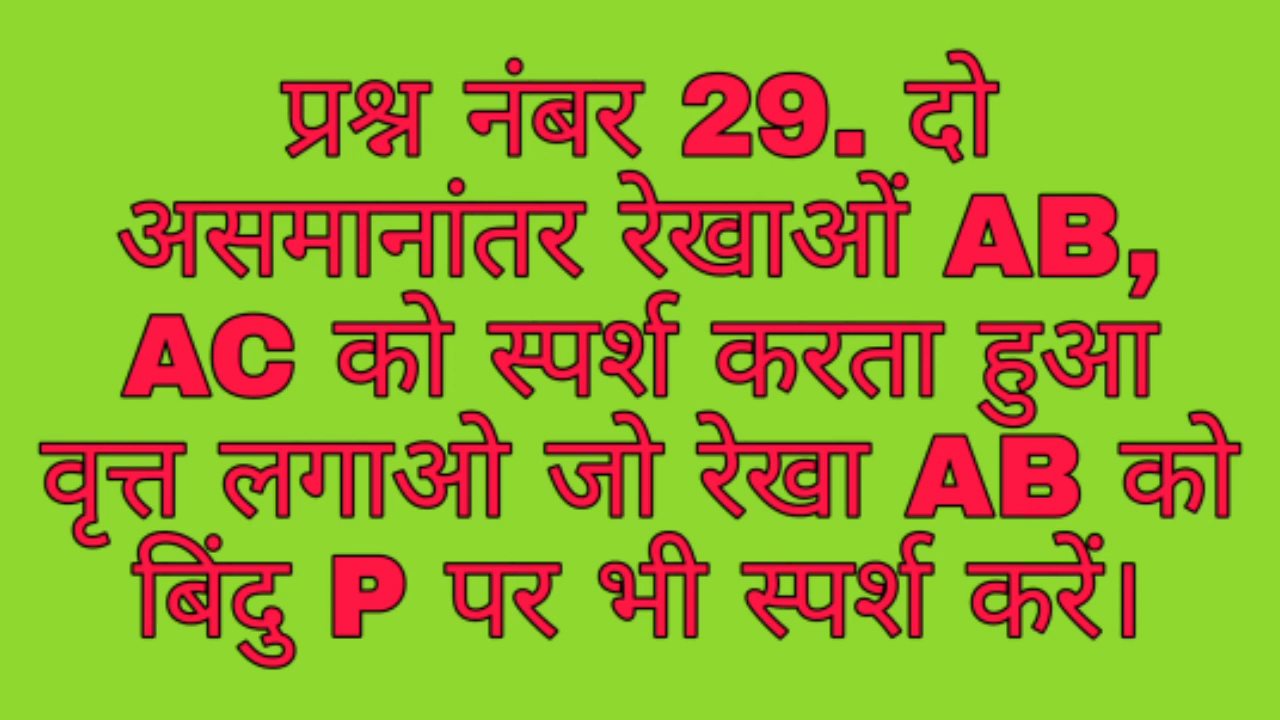 प्रश्न नंबर 29. दो
असमानांतर रेखाओं AB,
AC को स्पर्श करता हुआ
वृत्त लगाओ जो रेखा AB को
बिंदु P पर भी स्पर्श करें।